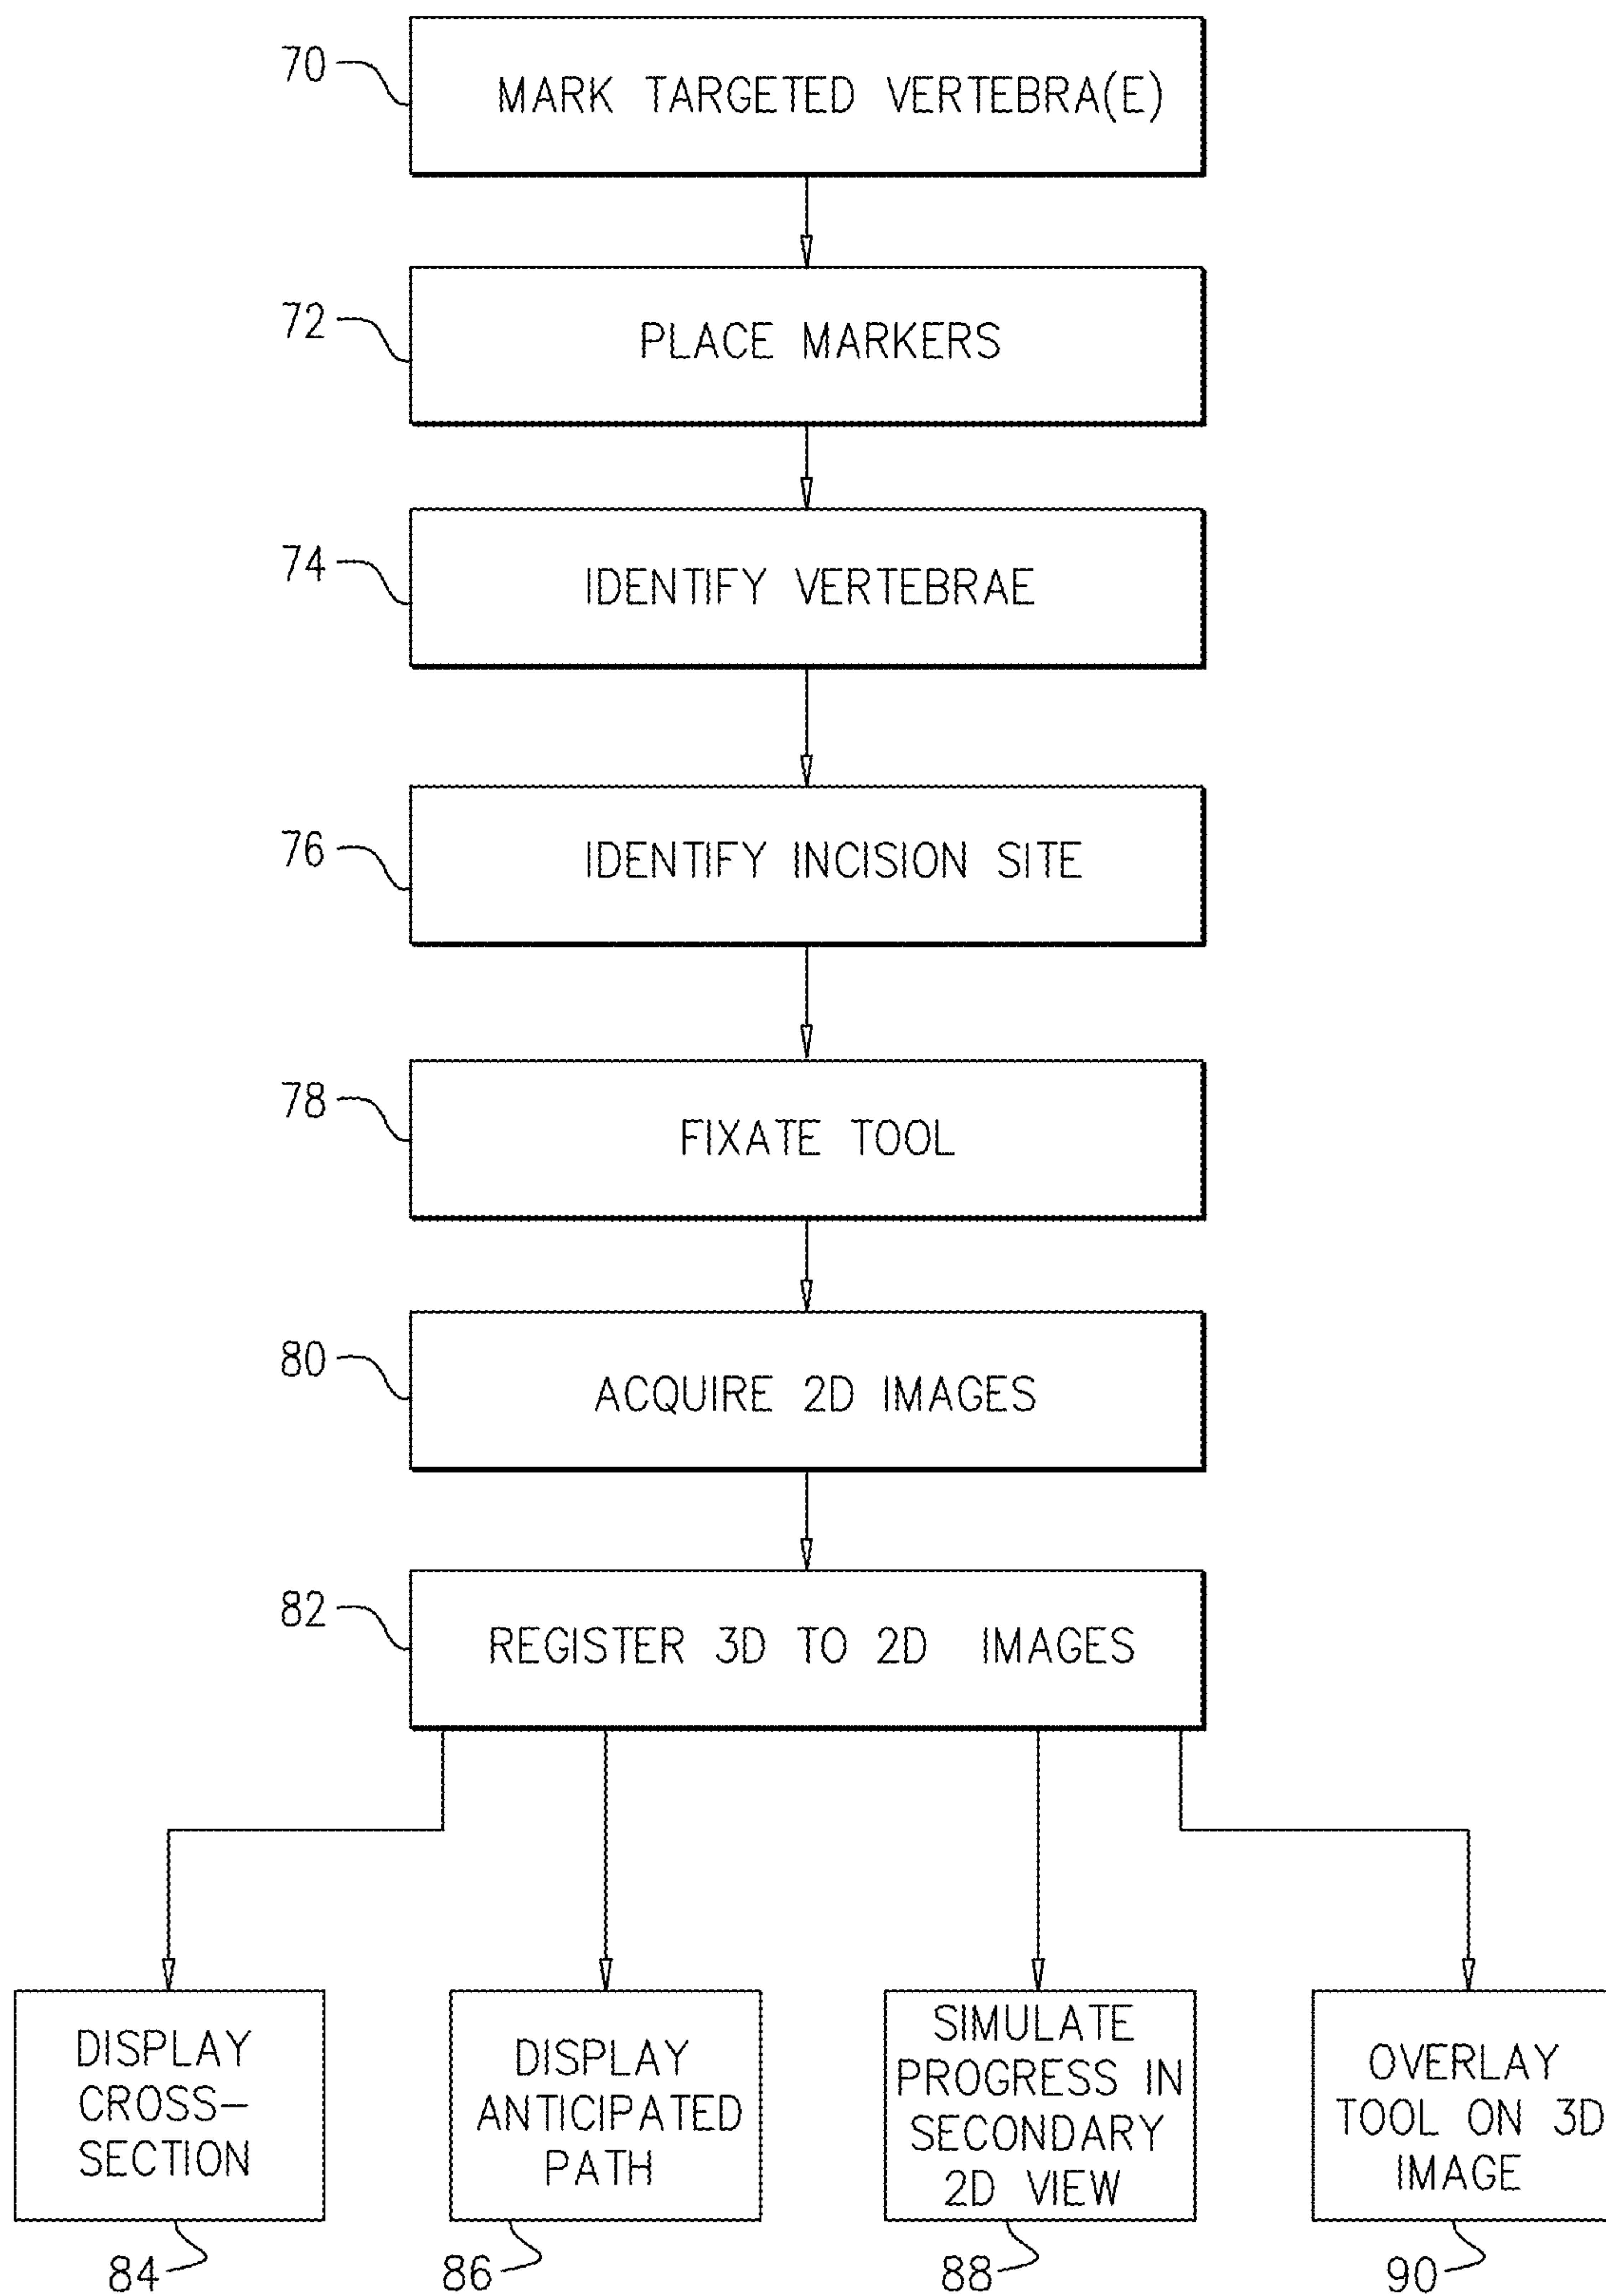 70
MARK TARGETED VERTEBRA(E)
72
PLACE MARKERS
74
IDENTIFY VERTEBRAE
76
IDENTIFY INCISION SITE
78
FIXATE TOOL
80
ACQUIRE 2D IMAGES
82
REGISTER 3D TO 2D IMAGES
DISPLAY
CROSS-
SECTION
84
DISPLAY
ANTICIPATED
PATH
86
SIMULATE
PROGRESS IN
SECONDARY
2D VIEW
88
OVERLAY
TOOL ON 3D
IMAGE
90